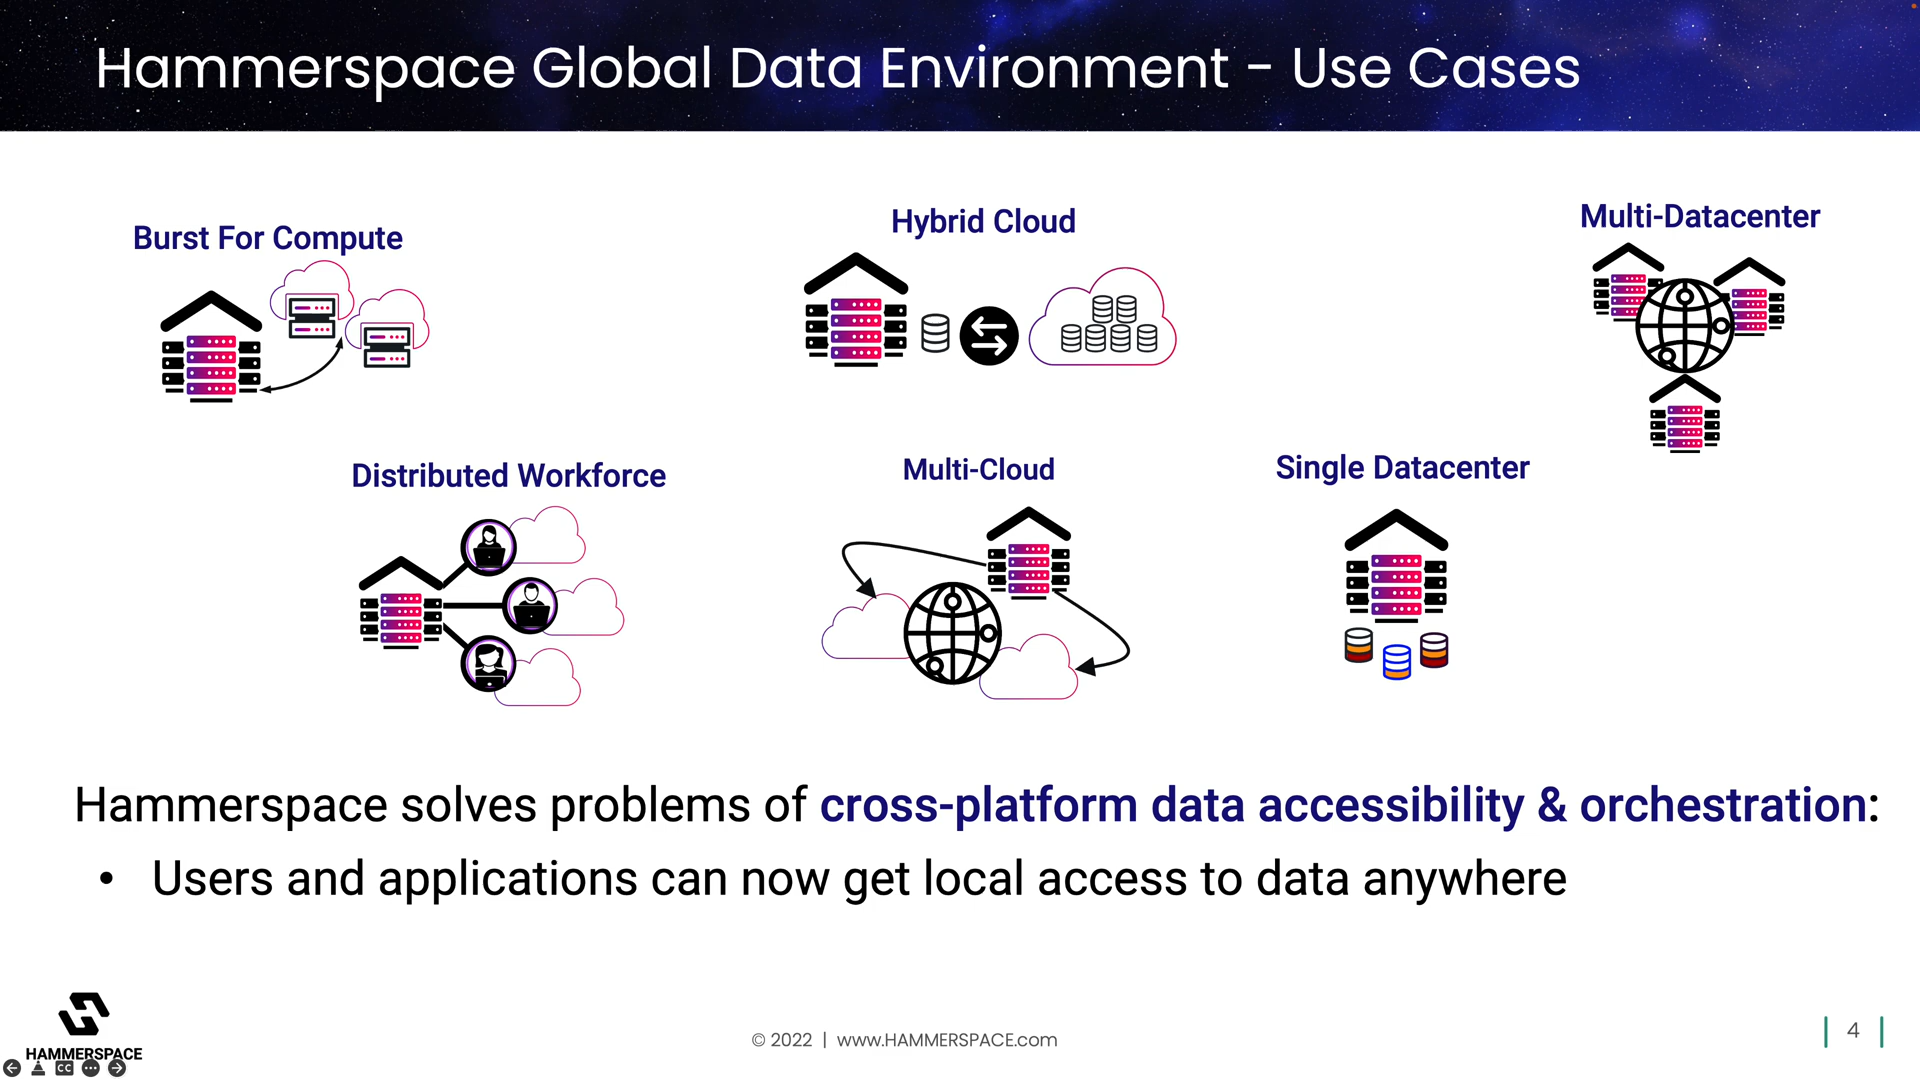 Hammerspace Global Data Environment - Use Cases
Burst For Compute
Hybrid Cloud
Multi-Datacenter
Distributed Workforce
Multi-Cloud
Single Datacenter
Hammerspace solves problems of cross-platform data accessibility & orchestration:
• Users and applications can now get local access to data anywhere
HAMMERSPACE
CC
© 2022 | www.HAMMERSPACE.com
| 4 |